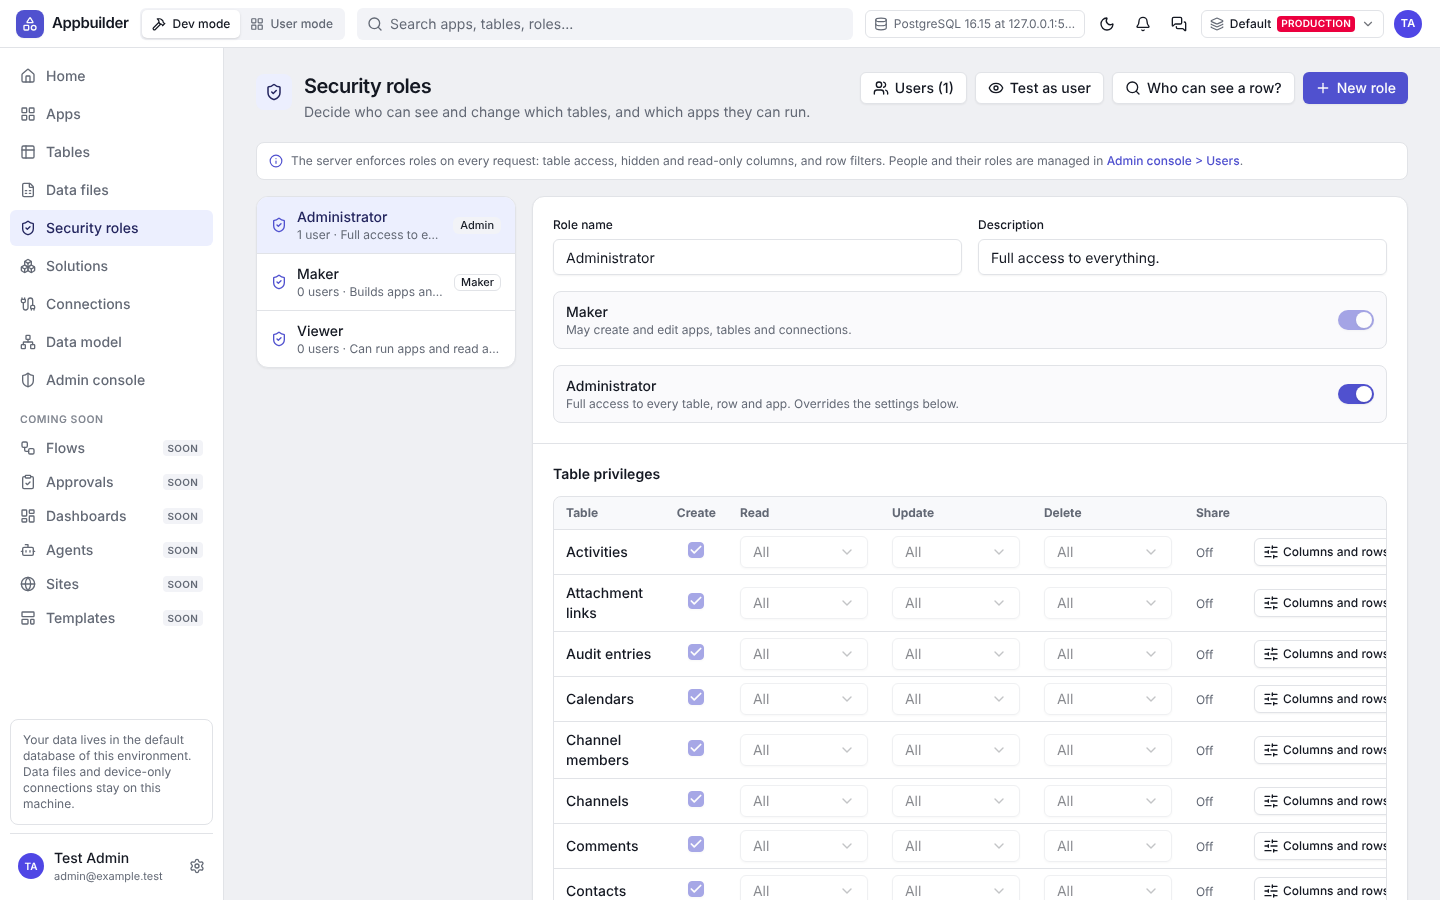 Appbuilder
Dev mode
User mode
Search apps, tables, roles...
PostgreSQL 16.15 at 127.0.0.1:5...
Default PRODUCTION
TA
Home
Apps
Tables
Data files
Security roles
Solutions
Connections
Data model
Admin console
COMING SOON
Flows SOON
Approvals SOON
Dashboards SOON
Agents SOON
Sites SOON
Templates SOON
Your data lives in the default
database of this environment.
Data files and device-only
connections stay on this
machine.
TA
Test Admin
admin@example.test
Security roles
Decide who can see and change which tables, and which apps they can run.
Users (1)
Test as user
Who can see a row?
New role
The server enforces roles on every request: table access, hidden and read-only columns, and row filters. People and their roles are managed in Admin console > Users.
Administrator
1 user · Full access to e...
Admin
Maker
0 users · Builds apps an...
Maker
Viewer
0 users · Can run apps and read a...
Role name
Administrator
Description
Full access to everything.
Maker
May create and edit apps, tables and connections.
Administrator
Full access to every table, row and app. Overrides the settings below.
Table privileges
Table Create Read Update Delete Share
Activities All All All Off Columns and rows
Attachment
links All All All Off Columns and rows
Audit entries All All All Off Columns and rows
Calendars All All All Off Columns and rows
Channel
members All All All Off Columns and rows
Channels All All All Off Columns and rows
Comments All All All Off Columns and rows
Contacts All All All Off Columns and rows